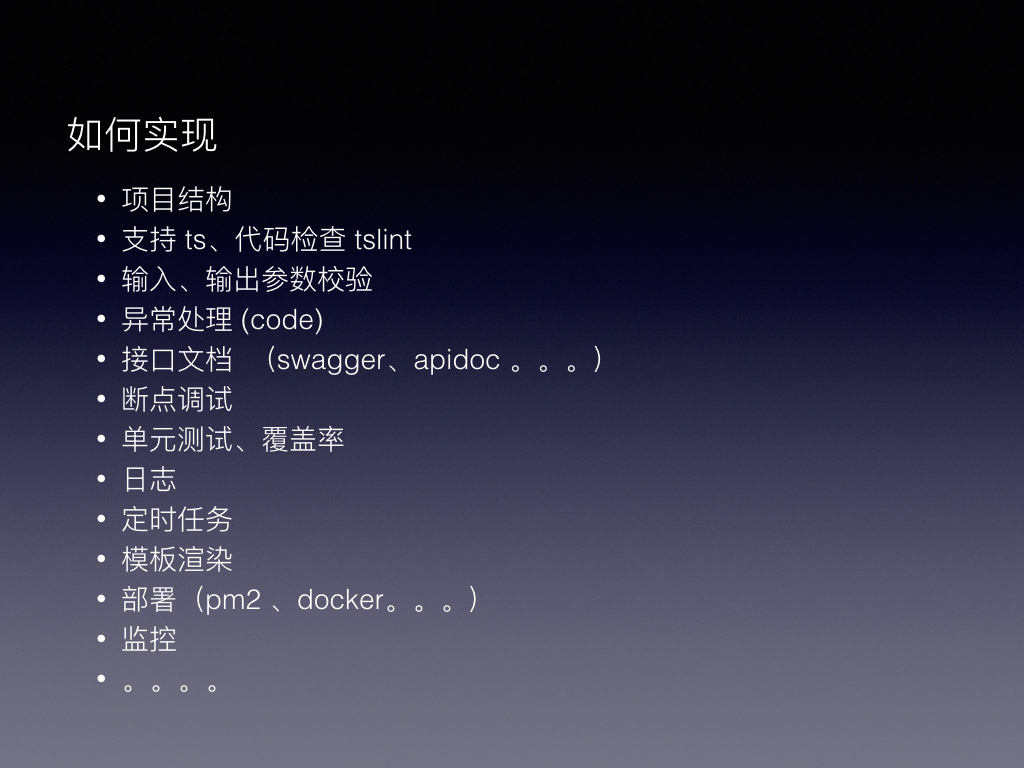 如何实现
• 项目结构
• 支持 ts、代码检查 tslint
• 输入、输出参数校验
• 异常处理 (code)
• 接口文档 （swagger、apidoc 。。。）
• 断点调试
• 单元测试、覆盖率
• 日志
• 定时任务
• 模板渲染
• 部署（pm2 、docker。。。）
• 监控
• 。。。。